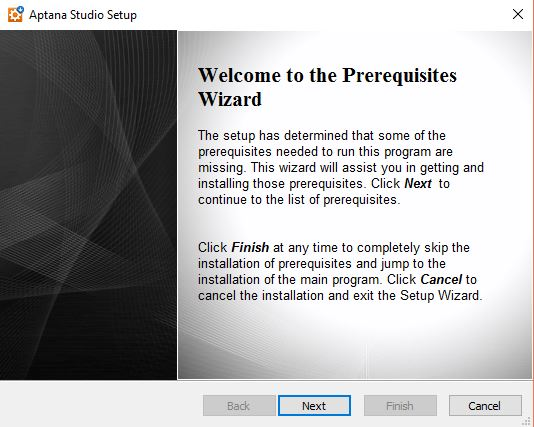 Aptana Studio Setup
Welcome to the Prerequisites
Wizard
The setup has determined that some of the
prerequisites needed to run this program are
missing. This wizard will assist you in getting and
installing those prerequisites. Click Next to
continue to the list of prerequisites.
Click Finish at any time to completely skip the
installation of prerequisites and jump to the
installation of the main program. Click Cancel to
cancel the installation and exit the Setup Wizard.
Back Next Finish Cancel